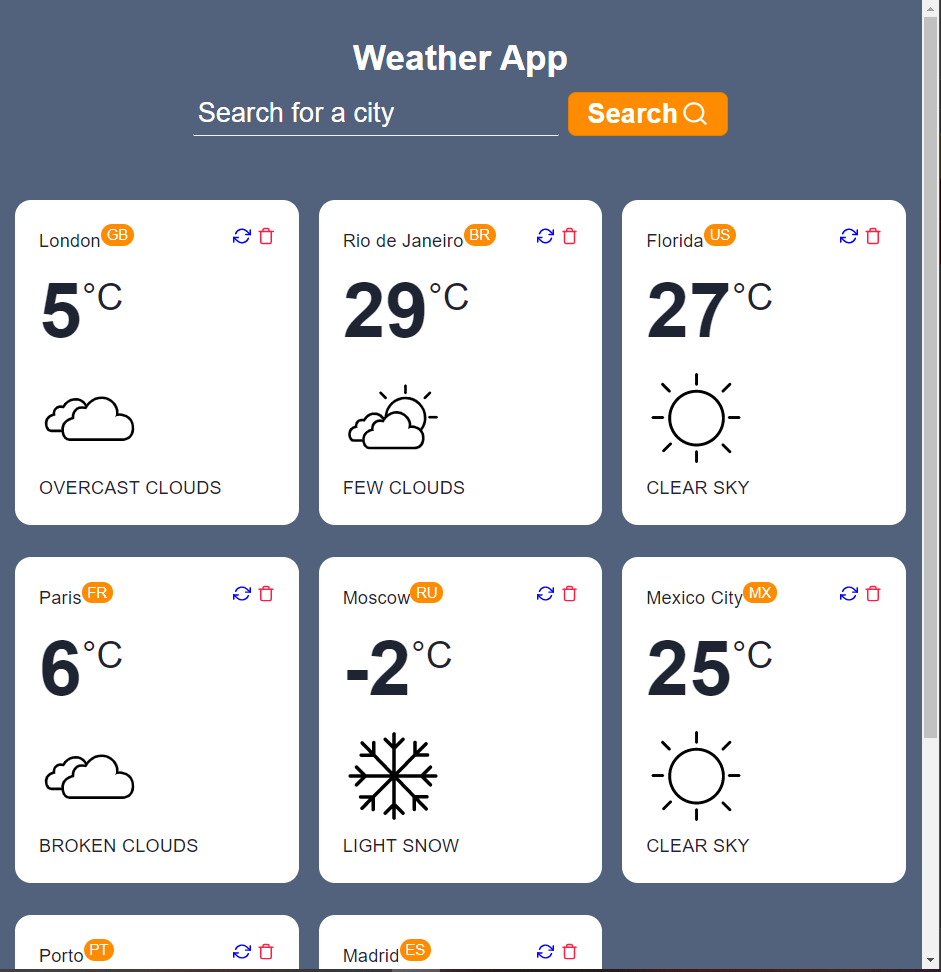 Weather App
Search for a city
Search
London GB
5°C
OVERCAST CLOUDS
Rio de Janeiro BR
29°C
FEW CLOUDS
Florida US
27°C
CLEAR SKY
Paris FR
6°C
BROKEN CLOUDS
Moscow RU
-2°C
LIGHT SNOW
Mexico City MX
25°C
CLEAR SKY
Porto PT
Madrid ES